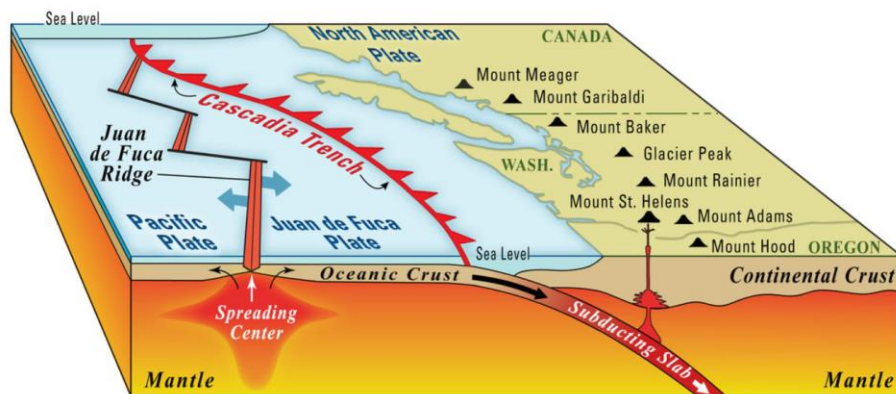 Sea Level
North American
Plate
CANADA
Mount Meager
Mount Garibaldi
Cascadia Trench
Mount Baker
Juan
de Fuca
Ridge
WASH.
Glacier Peak
Mount Rainier
Mount St. Helens
Mount Adams
Pacific
Plate
Juan de Fuca
Plate
Sea Level
Mount Hood
OREGON
Oceanic Crust
Continental Crust
Spreading
Center
Subducting Slab
Mantle
Mantle